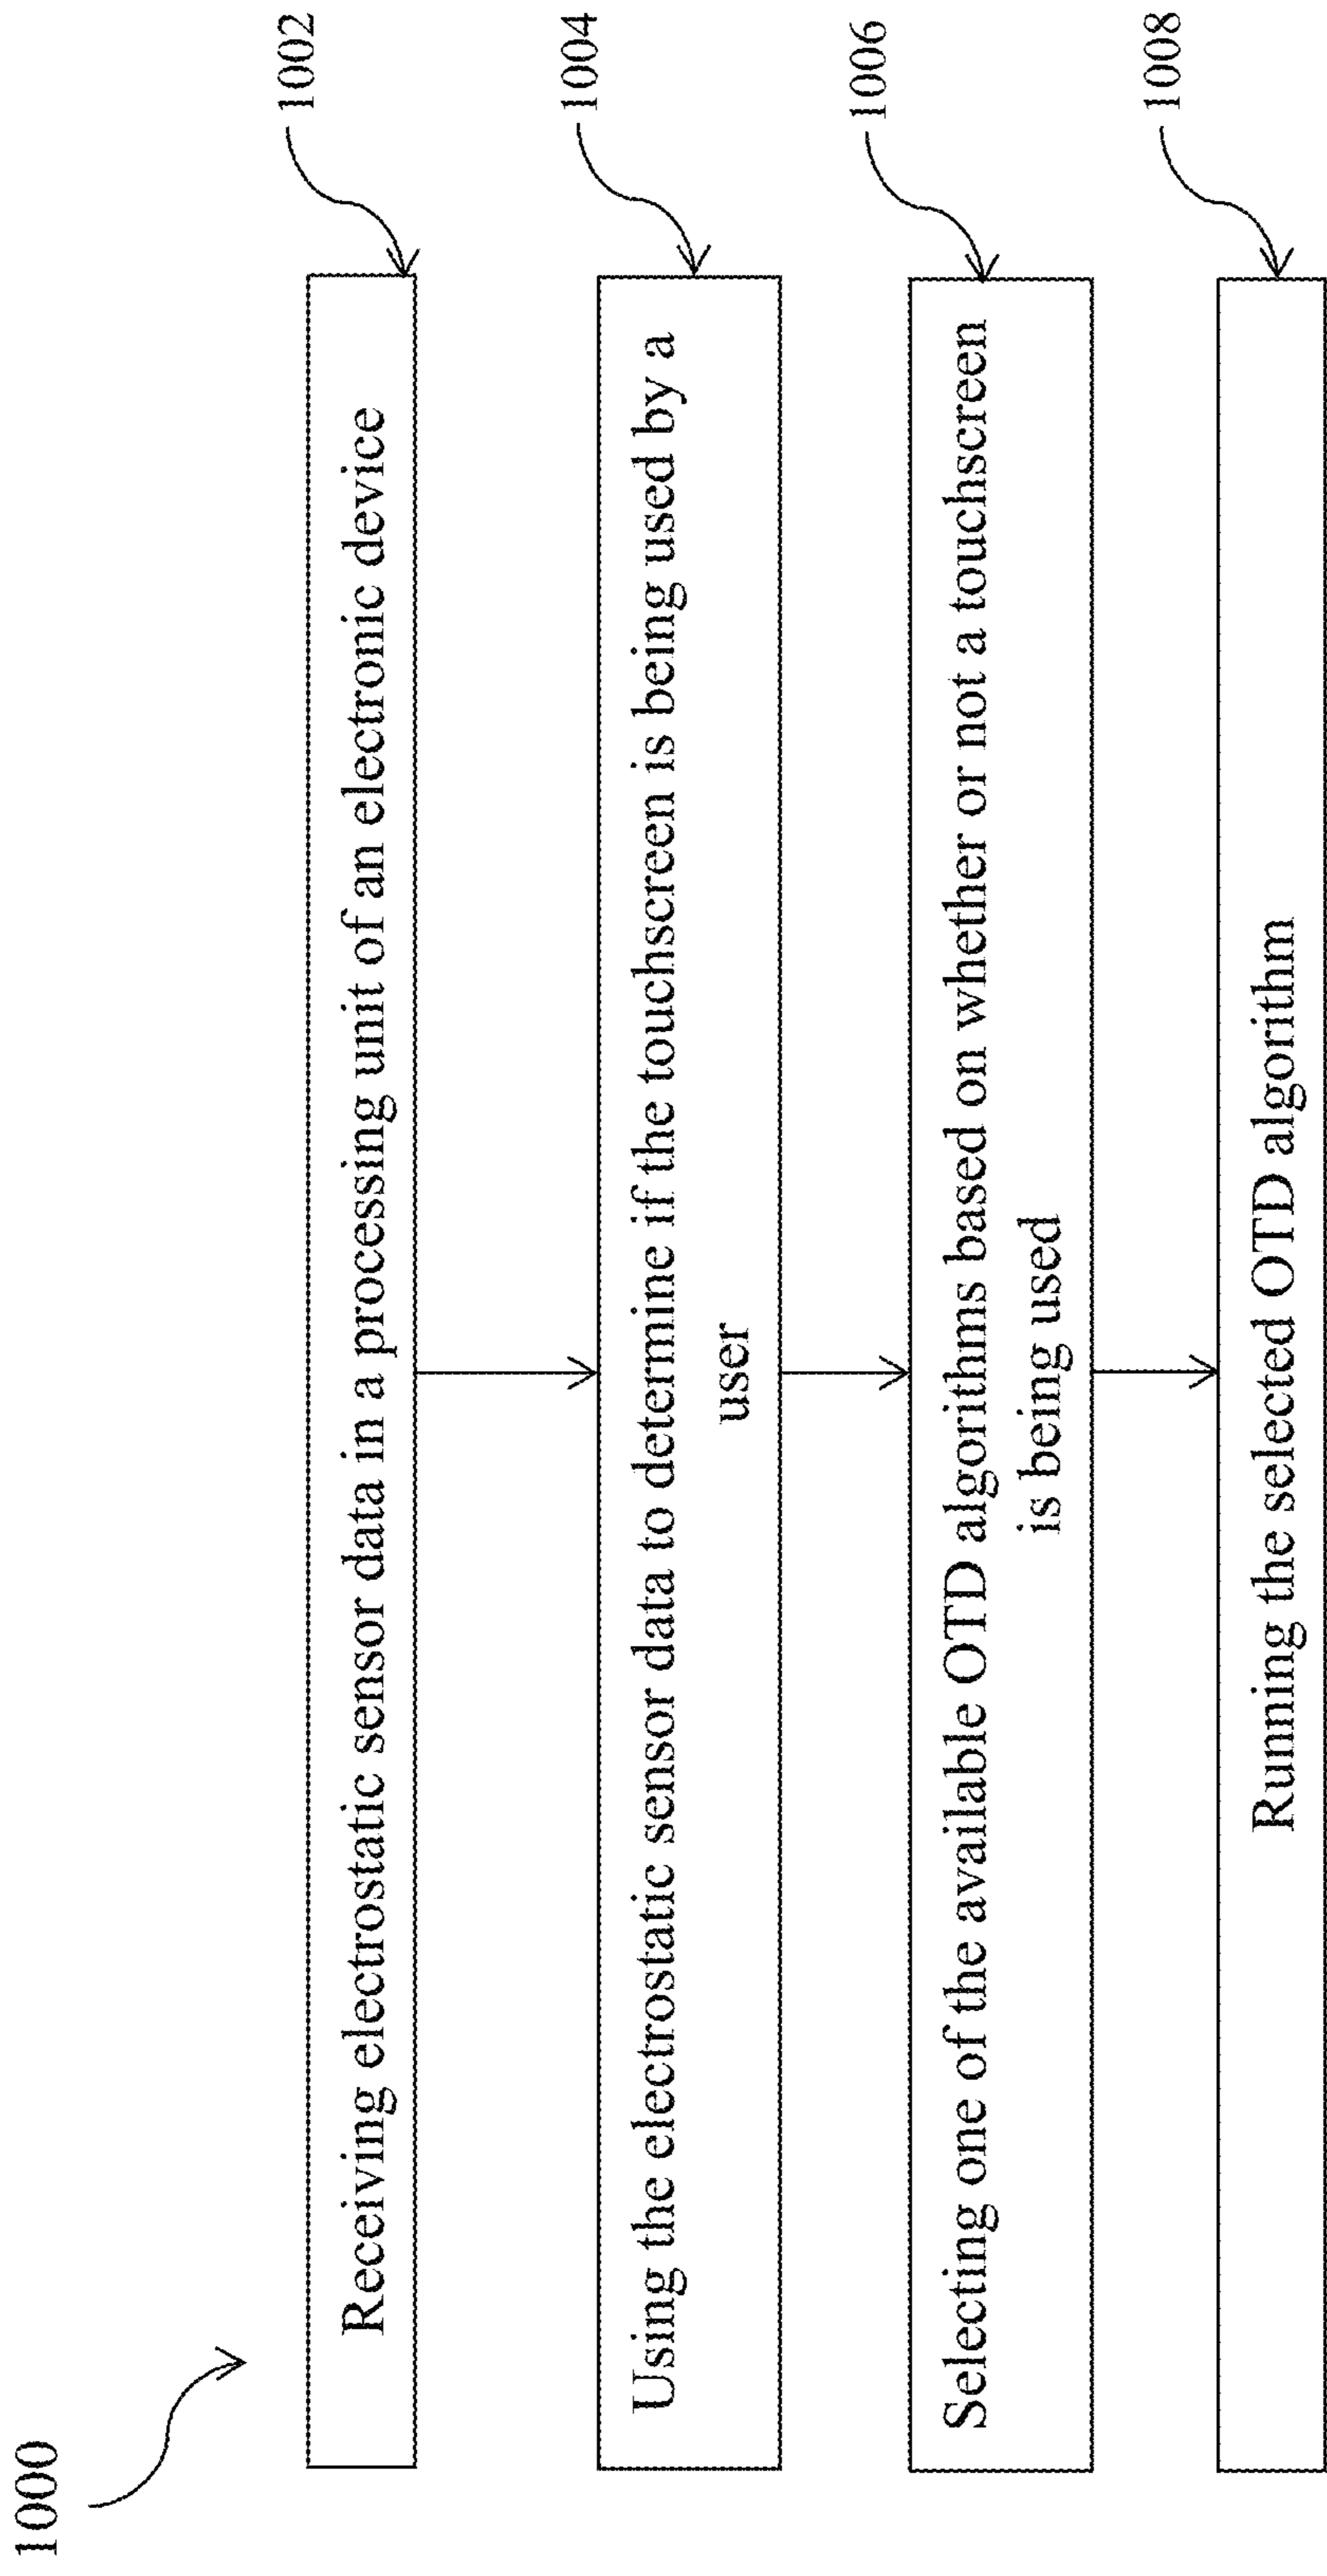 1000
Receiving electrostatic sensor data in a processing unit of an electronic device
1002
Using the electrostatic sensor data to determine if the touchscreen is being used by a
user
1004
Selecting one of the available OTD algorithms based on whether or not a touchscreen
is being used
1006
Running the selected OTD algorithm
1008